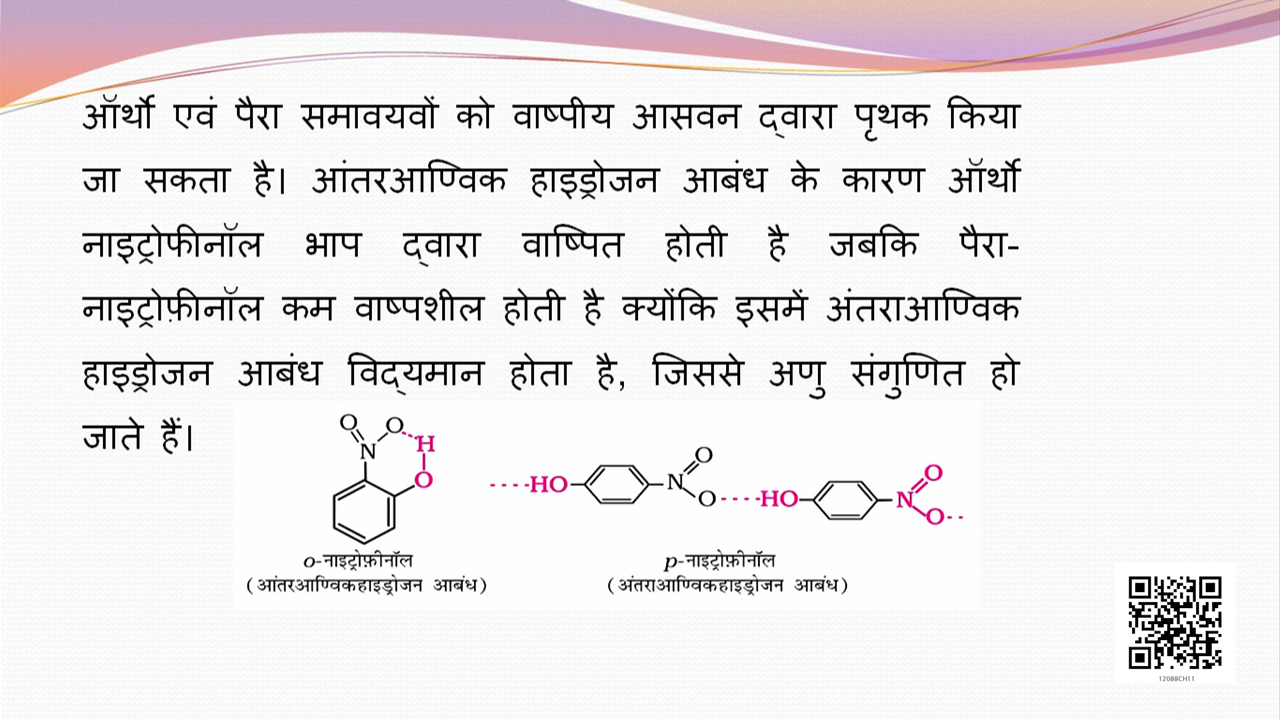 ऑर्थो एवं पैरा समावयवों को वाष्पीय आसवन द्वारा पृथक किया
जा सकता है। आंतरआण्विक हाइड्रोजन आबंध के कारण ऑर्थो
नाइट्रोफीनॉल भाप द्वारा वाष्पित होती है जबकि पैरा-
नाइट्रोफ़ीनॉल कम वाष्पशील होती है क्योंकि इसमें अंतराआण्विक
हाइड्रोजन आबंध विद्यमान होता है, जिससे अणु संगुणित हो
जाते हैं।
O O H
N
O
HO N O O
HO N O O
o-नाइट्रोफ़ीनॉल
(आंतरआण्विकहाइड्रोजन आबंध)
p-नाइट्रोफ़ीनॉल
(अंतराआण्विकहाइड्रोजन आबंध)
12088CH11